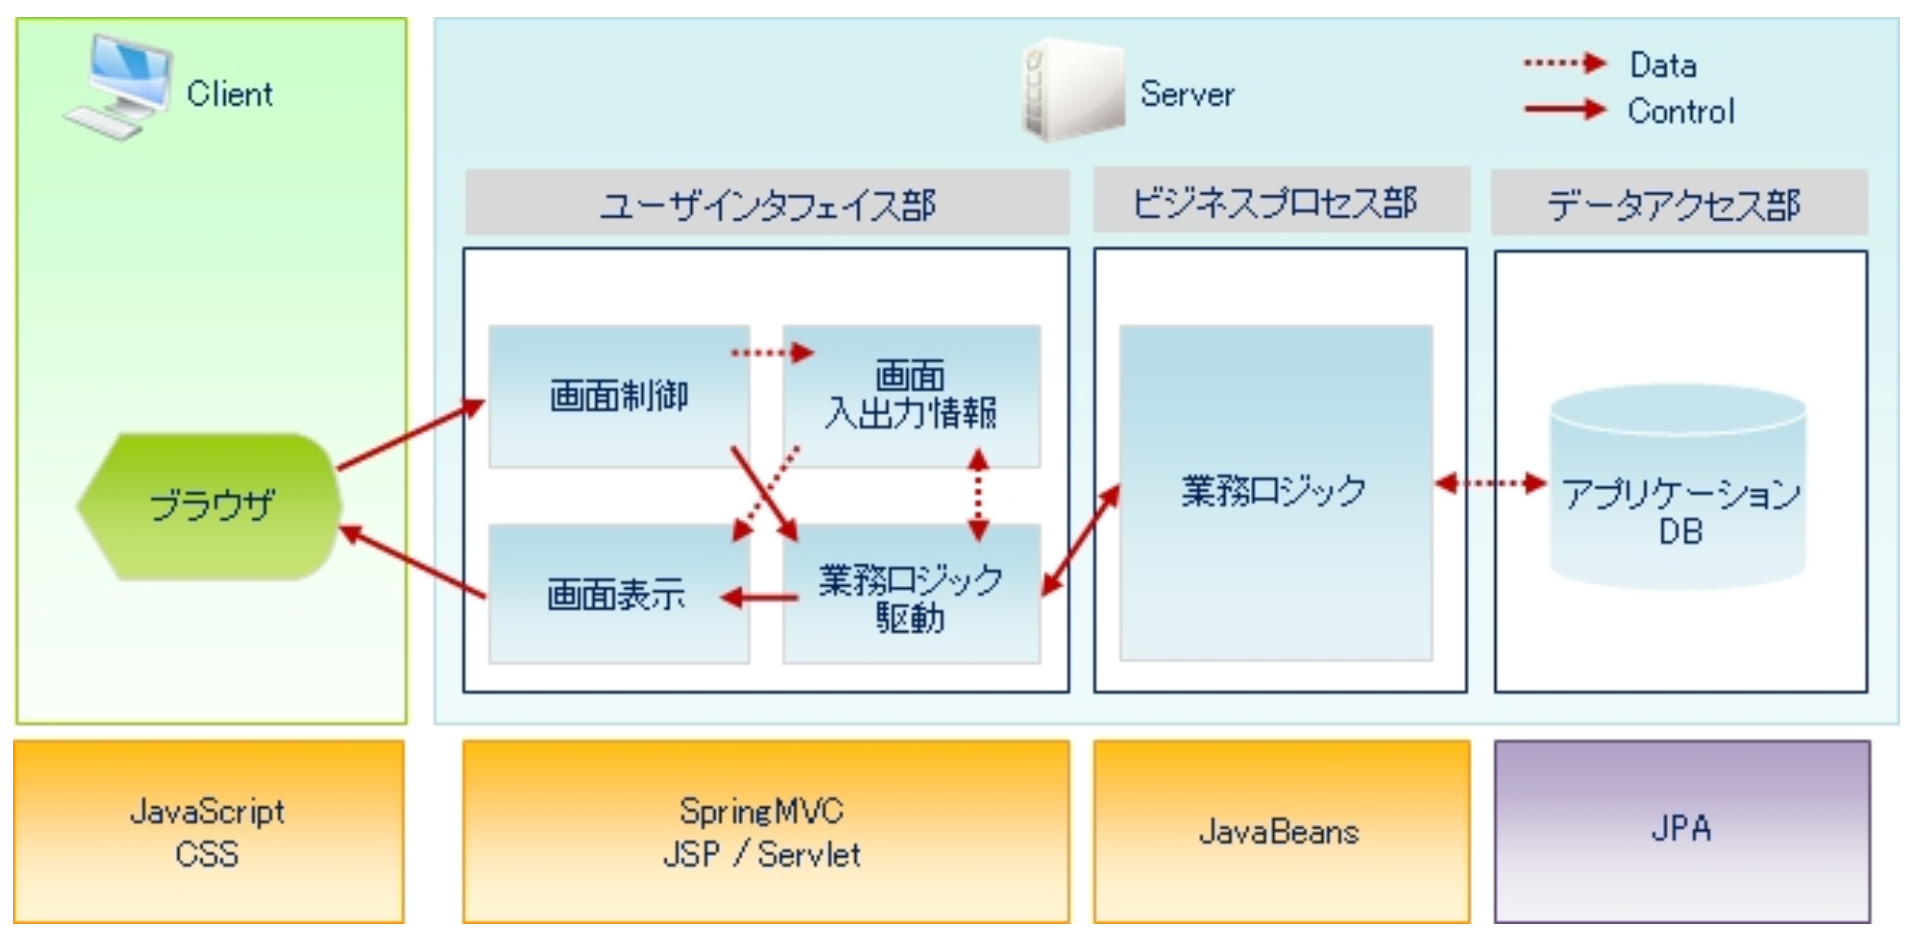 Client
Server
Data
Control
ユーザインタフェイス部
ビジネスプロセス部
データアクセス部
画面制御
画面
入出力情報
ブラウザ
画面表示
業務ロジック
駆動
業務ロジック
アプリケーション
DB
JavaScript
CSS
SpringMVC
JSP / Servlet
JavaBeans
JPA